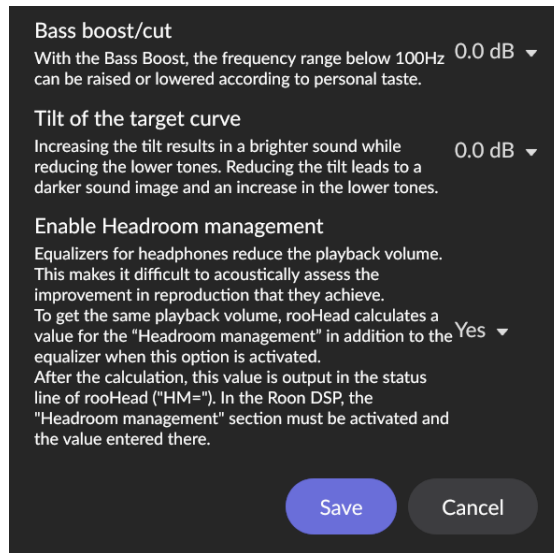 Bass boost/cut
With the Bass Boost, the frequency range below 100Hz
can be raised or lowered according to personal taste.
0.0 dB
Tilt of the target curve
Increasing the tilt results in a brighter sound while
reducing the lower tones. Reducing the tilt leads to a
darker sound image and an increase in the lower tones.
0.0 dB
Enable Headroom management
Equalizers for headphones reduce the playback volume.
This makes it difficult to acoustically assess the
improvement in reproduction that they achieve.
To get the same playback volume, rooHead calculates a
value for the “Headroom management” in addition to the
equalizer when this option is activated.
After the calculation, this value is output in the status
line of rooHead ("HM="). In the Roon DSP, the
"Headroom management" section must be activated and
the value entered there.
Yes
Save
Cancel